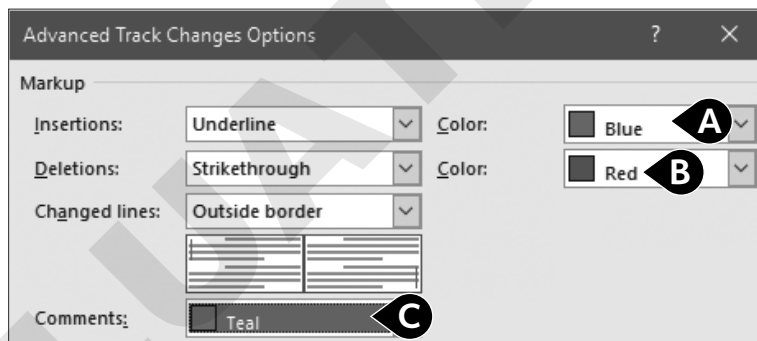 Advanced Track Changes Options ? ×
Markup
Insertions: Underline Color: Blue A
Deletions: Strikethrough Color: Red B
Changed lines: Outside border
Comments: Teal C